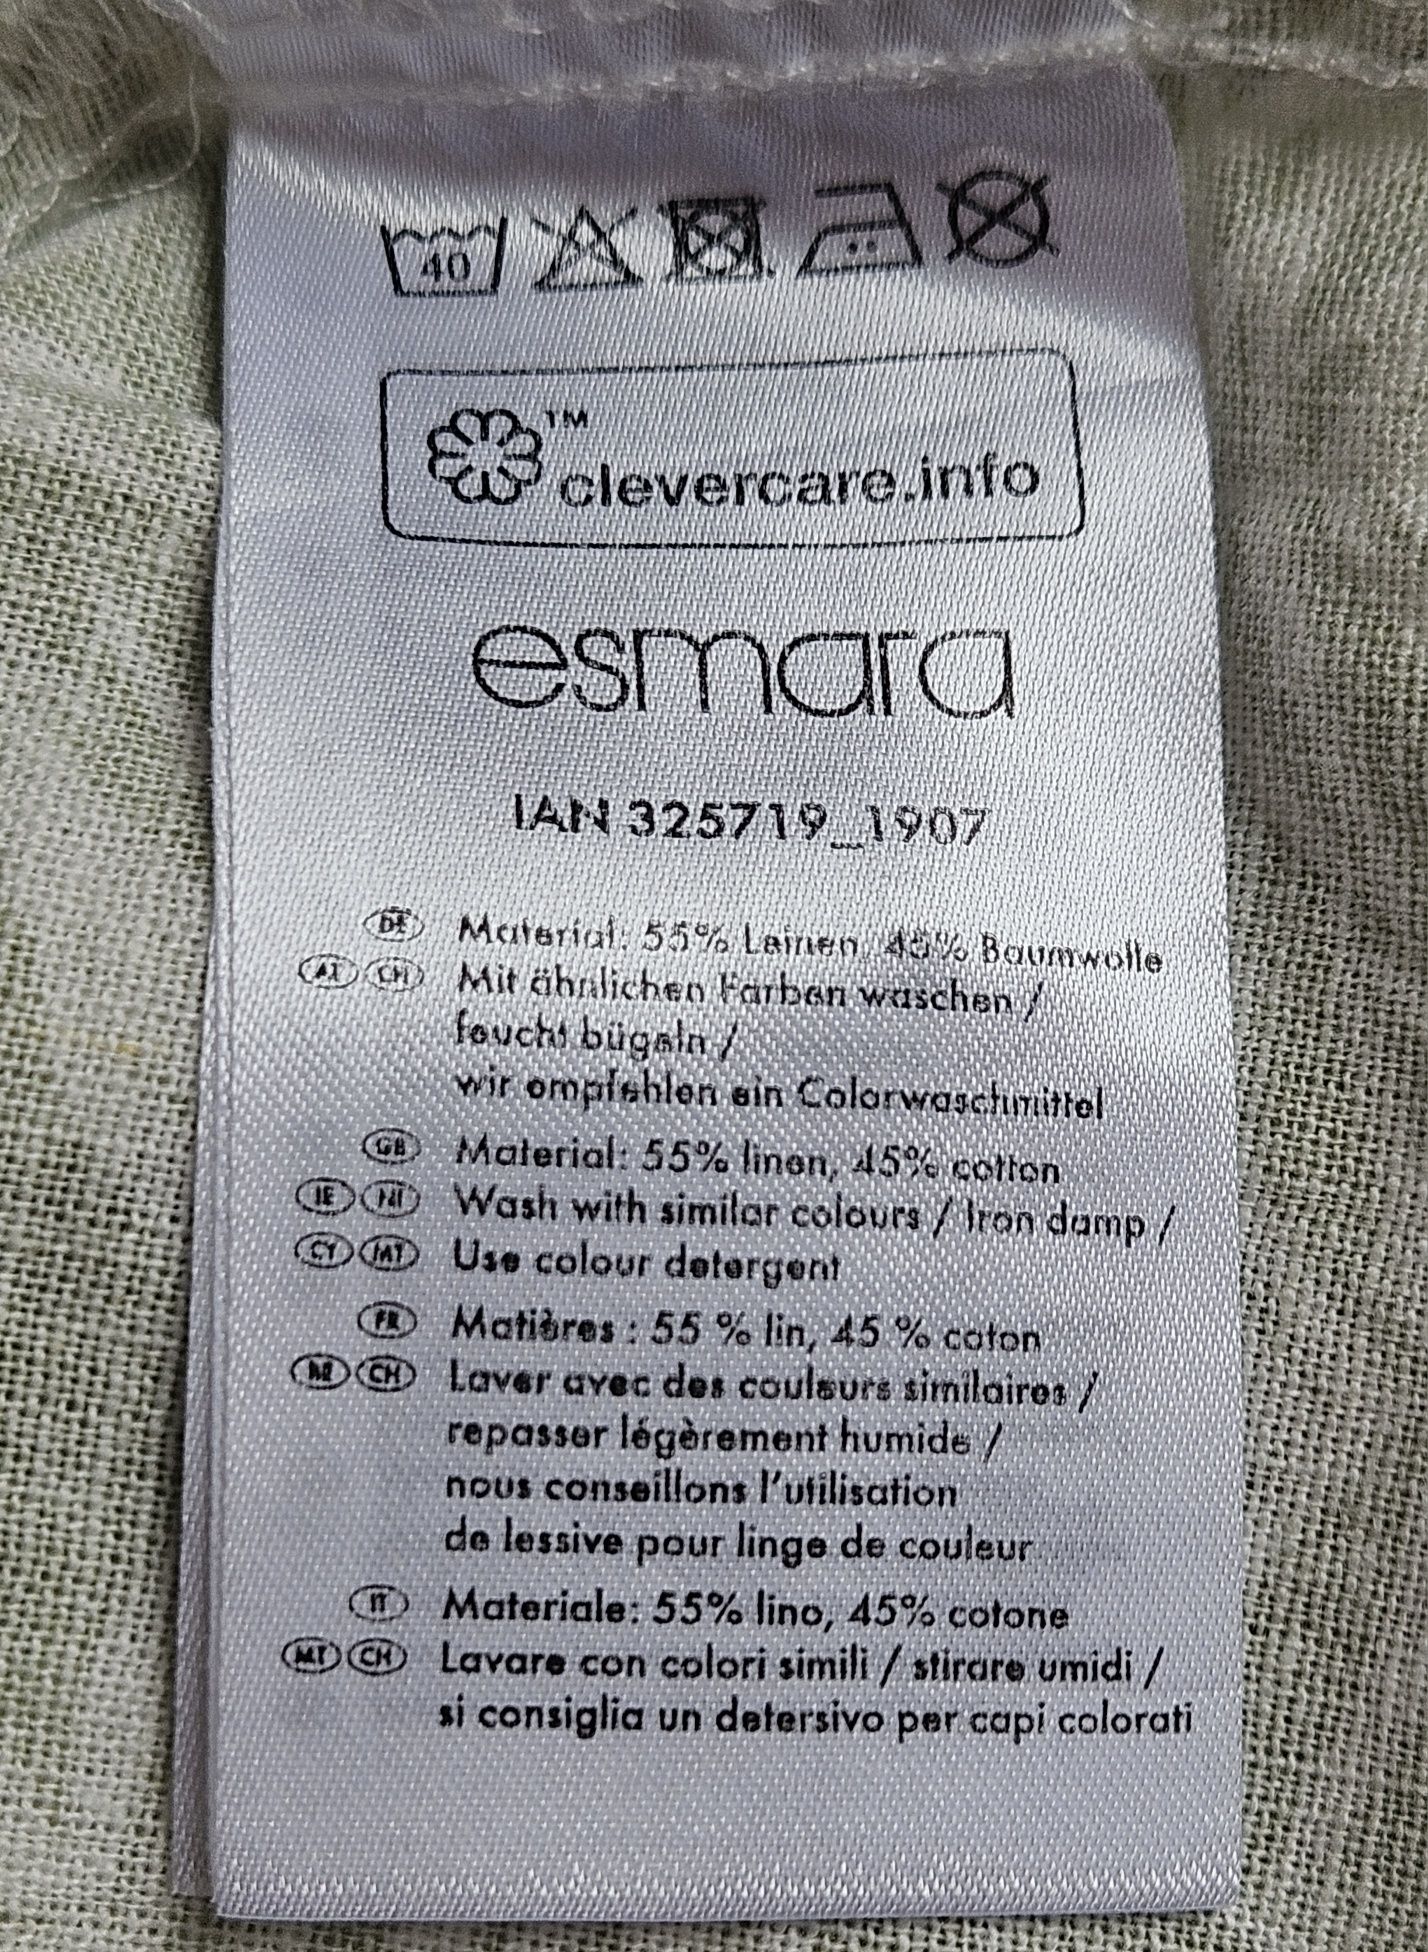 40
™
clevercare.info
esmara
IAN 325719_1907
DE Material: 55% Leinen, 45% Baumwolle
AT CH Mit ähnlichen Farben waschen /
feucht bügeln /
wir empfehlen ein Colorwaschmittel
GB Material: 55% linen, 45% cotton
IE NI Wash with similar colours / Iron damp /
CY MT Use colour detergent
FR Matières : 55 % lin, 45 % coton
BE CH Laver avec des couleurs similaires /
repasser légèrement humide /
nous conseillons l'utilisation
de lessive pour linge de couleur
IT Materiale: 55% lino, 45% cotone
MT CH Lavare con colori simili / stirare umidi /
si consiglia un detersivo per capi colorati